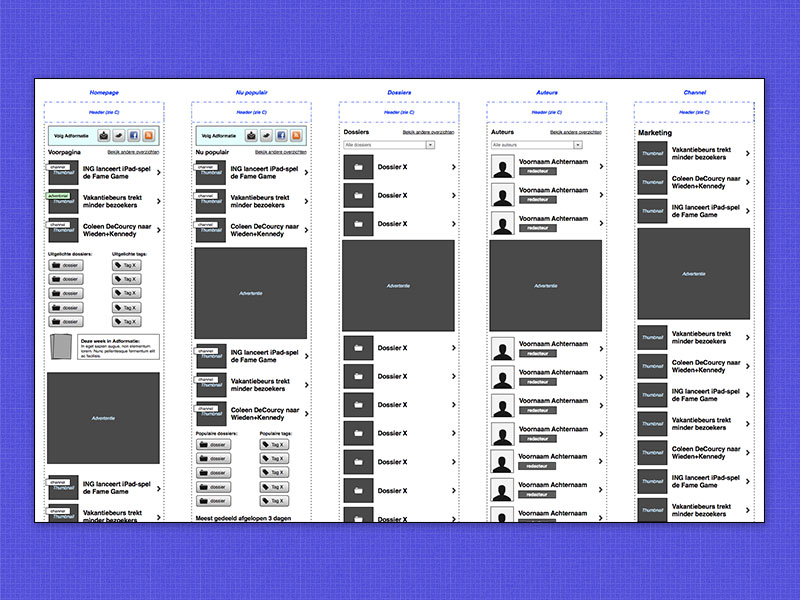 Homepage
Header (zie C)
Volg Adformatie
Voorpagina
Bekijk andere overzichten
channel
Thumbnail
ING lanceert iPad-spel
de Fame Game
advertorial
Thumbnail
Vakantiebeurs trekt
minder bezoekers
channel
Thumbnail
Coleen DeCourcy naar
Wieden+Kennedy
Uitgelichte dossiers:
Uitgelichte tags:
dossier
Tag X
dossier
Tag X
dossier
Tag X
dossier
Tag X
dossier
Tag X
Deze week in Adformatie:
In eget sapien augue, non elementum
lorem. Nunc pellentesque fermentum elit
ac facilisis.
Advertentie
channel
Thumbnail
ING lanceert iPad-spel
de Fame Game
channel
Thumbnail
Vakantiebeurs trekt
minder bezoekers
Nu populair
Header (zie C)
Volg Adformatie
Nu populair
Bekijk andere overzichten
channel
Thumbnail
ING lanceert iPad-spel
de Fame Game
channel
Thumbnail
Vakantiebeurs trekt
minder bezoekers
channel
Thumbnail
Coleen DeCourcy naar
Wieden+Kennedy
Advertentie
channel
Thumbnail
ING lanceert iPad-spel
de Fame Game
channel
Thumbnail
Vakantiebeurs trekt
minder bezoekers
channel
Thumbnail
Coleen DeCourcy naar
Wieden+Kennedy
Populaire dossiers:
Populaire tags:
dossier
Tag X
dossier
Tag X
dossier
Tag X
dossier
Tag X
dossier
Tag X
Meest gedeeld afgelopen 3 dagen
Dossiers
Header (zie C)
Dossiers
Bekijk andere overzichten
Alle dossiers
Dossier X
Dossier X
Dossier X
Advertentie
Dossier X
Dossier X
Dossier X
Dossier X
Dossier X
Dossier X
Dossier X
Auteurs
Header (zie C)
Auteurs
Bekijk andere overzichten
Alle auteurs
Voornaam Achternaam
redacteur
Voornaam Achternaam
redacteur
Voornaam Achternaam
redacteur
Advertentie
Voornaam Achternaam
redacteur
Voornaam Achternaam
redacteur
Voornaam Achternaam
redacteur
Voornaam Achternaam
redacteur
Voornaam Achternaam
redacteur
Voornaam Achternaam
redacteur
Voornaam Achternaam
Channel
Header (zie C)
Marketing
Thumbnail
Vakantiebeurs trekt
minder bezoekers
Thumbnail
Coleen DeCourcy naar
Wieden+Kennedy
Thumbnail
ING lanceert iPad-spel
de Fame Game
Advertentie
Thumbnail
Vakantiebeurs trekt
minder bezoekers
Thumbnail
Coleen DeCourcy naar
Wieden+Kennedy
Thumbnail
ING lanceert iPad-spel
de Fame Game
Thumbnail
Vakantiebeurs trekt
minder bezoekers
Thumbnail
Coleen DeCourcy naar
Wieden+Kennedy
Thumbnail
ING lanceert iPad-spel
de Fame Game
Thumbnail
Vakantiebeurs trekt
minder bezoekers